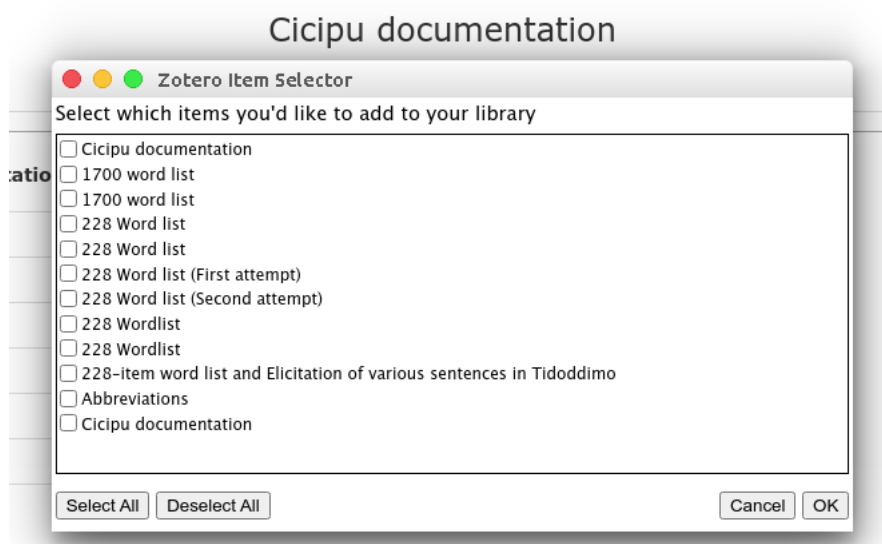 Cicipu documentation
Zotero Item Selector
Select which items you'd like to add to your library
Cicipu documentation
1700 word list
1700 word list
228 Word list
228 Word list
228 Word list (First attempt)
228 Word list (Second attempt)
228 Wordlist
228 Wordlist
228-item word list and Elicitation of various sentences in Tidoddimo
Abbreviations
Cicipu documentation
Select All Deselect All Cancel OK